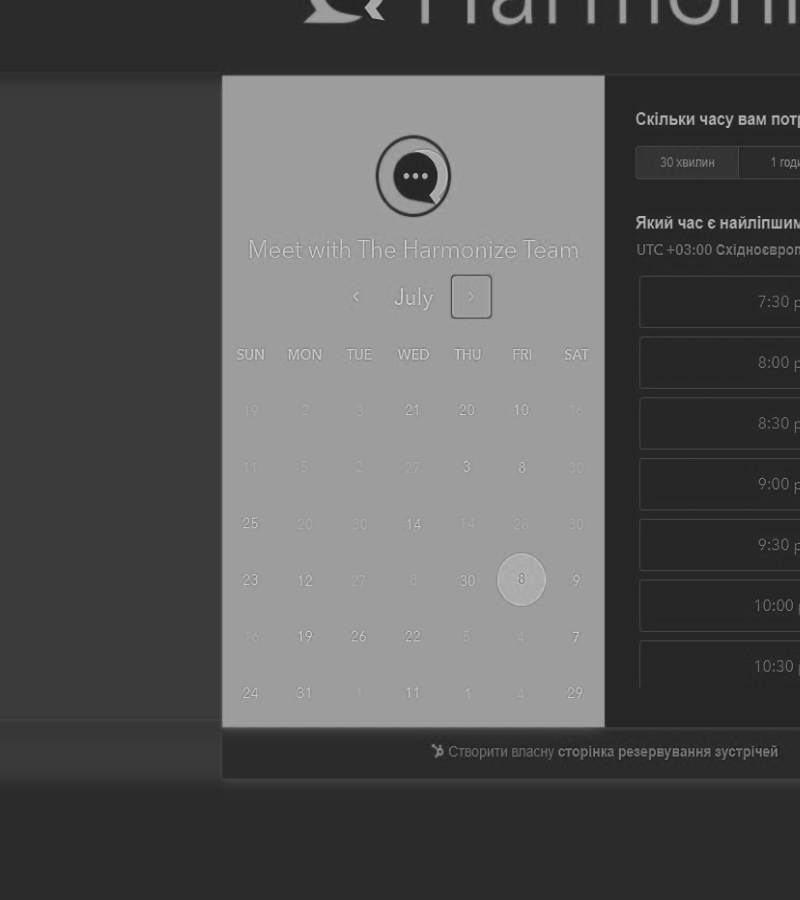 Harmoni
Meet with The Harmonize Team
July
SUN MON TUE WED THU FRI SAT
19 2 3 21 20 10 16
11 5 2 27 3 8 30
25 20 30 14 14 28 30
23 12 27 8 30 8 9
16 19 26 22 5 4 7
24 31 1 11 1 4 29
Скільки часу вам потр
30 хвилин 1 годи
Який час є найліпшим
UTC +03:00 Східноєвроп
7:30 p
8:00 p
8:30 p
9:00 p
9:30 p
10:00 p
10:30 p
Створити власну сторінка резервування зустрічей